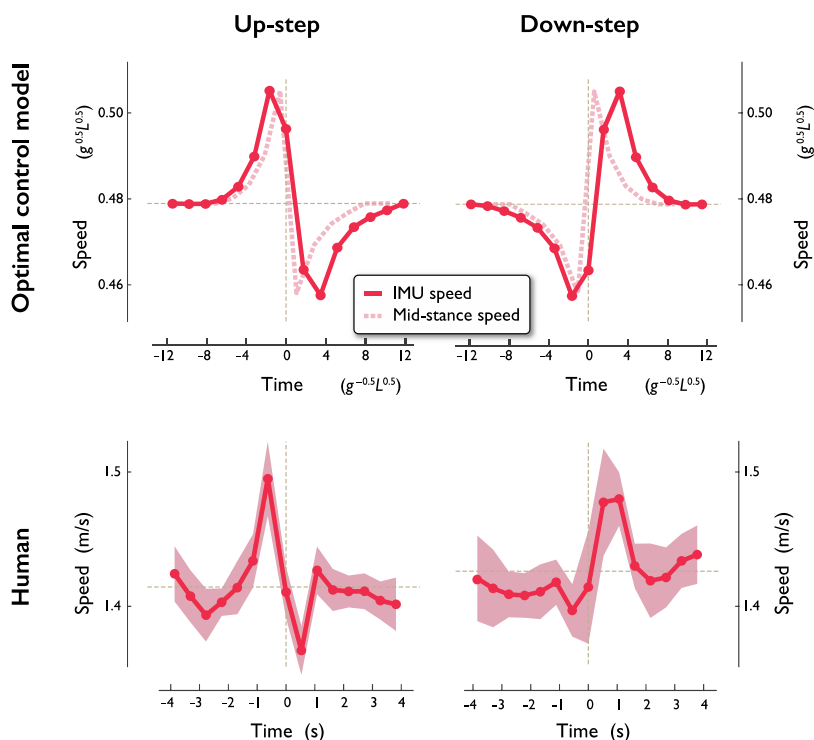 Up-step
Down-step
Optimal control model
Speed (g^0.5L^0.5)
0.50
0.48
0.46
0.50
0.48
0.46
Speed (g^0.5L^0.5)
IMU speed
Mid-stance speed
-12 -8 -4 0 4 8 12
-12 -8 -4 0 4 8 12
Time (g^-0.5L^0.5)
Time (g^-0.5L^0.5)
Human
Speed (m/s)
1.5
1.4
1.5
1.4
Speed (m/s)
-4 -3 -2 -1 0 1 2 3 4
-4 -3 -2 -1 0 1 2 3 4
Time (s)
Time (s)